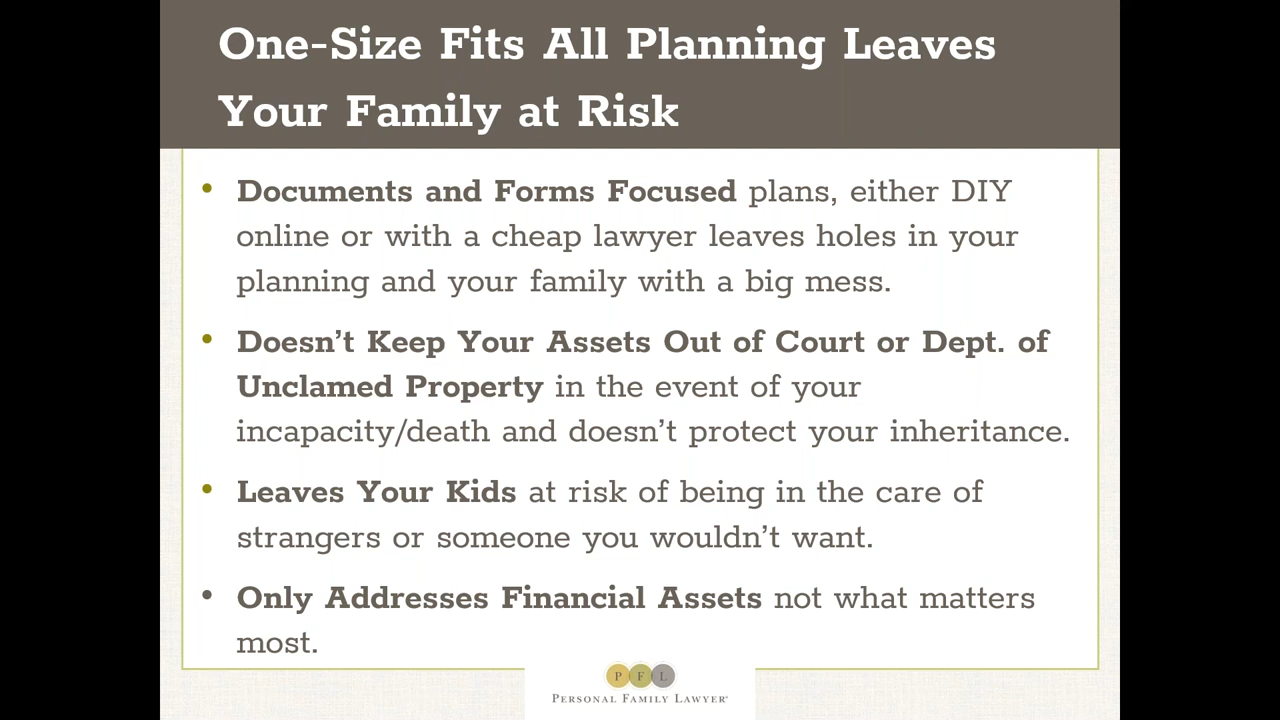 One-Size Fits All Planning Leaves
Your Family at Risk
• Documents and Forms Focused plans, either DIY
online or with a cheap lawyer leaves holes in your
planning and your family with a big mess.
• Doesn’t Keep Your Assets Out of Court or Dept. of
Unclamed Property in the event of your
incapacity/death and doesn’t protect your inheritance.
• Leaves Your Kids at risk of being in the care of
strangers or someone you wouldn’t want.
• Only Addresses Financial Assets not what matters
most.
P F L
PERSONAL FAMILY LAWYER